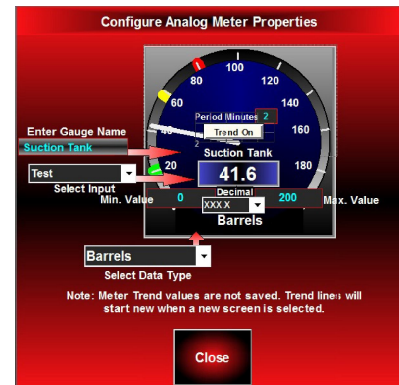 Configure Analog Meter Properties
100
80
120
60
140
Period Minutes 2
Enter Gauge Name
Trend On
160
Suction Tank
2
Suction Tank
Test
20
41.6
180
Select Input
Decimal
Min. Value 0
XXX.X
200 Max. Value
Barrels
Barrels
Select Data Type
Note: Meter Trend values are not saved. Trend lines will
start new when a new screen is selected.
Close